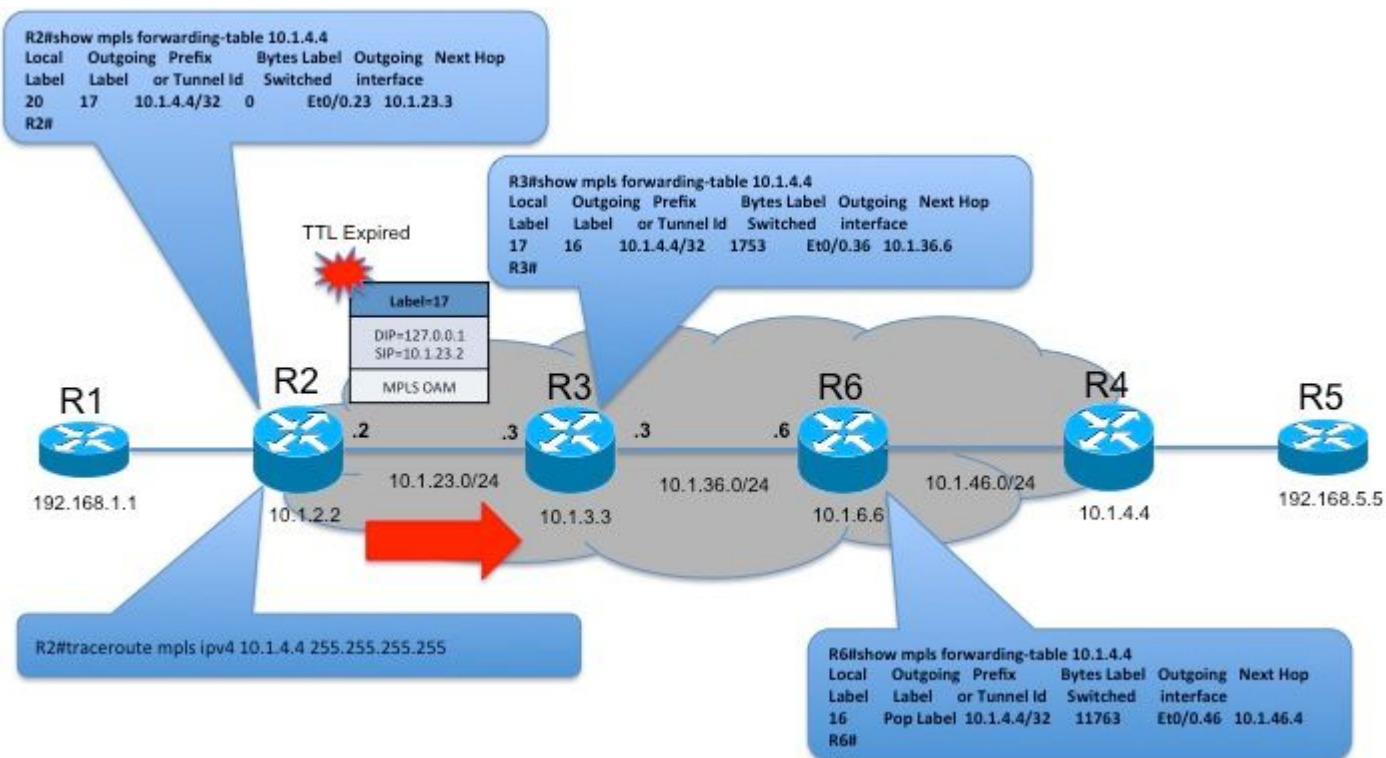 R2#show mpls forwarding-table 10.1.4.4
Local Outgoing Prefix Bytes Label Outgoing Next Hop
Label Label or Tunnel Id Switched interface
20 17 10.1.4.4/32 0 Et0/0.23 10.1.23.3
R2#
R3#show mpls forwarding-table 10.1.4.4
Local Outgoing Prefix Bytes Label Outgoing Next Hop
Label Label or Tunnel Id Switched interface
17 16 10.1.4.4/32 1753 Et0/0.36 10.1.36.6
R3#
TTL Expired
Label=17
DIP=127.0.0.1
SIP=10.1.23.2
MPLS OAM
R1
R2
R3
R6
R4
R5
.2
.3
.3
.6
10.1.23.0/24
10.1.36.0/24
10.1.46.0/24
192.168.1.1
10.1.2.2
10.1.3.3
10.1.6.6
10.1.4.4
192.168.5.5
R2#traceroute mpls ipv4 10.1.4.4 255.255.255.255
R6#show mpls forwarding-table 10.1.4.4
Local Outgoing Prefix Bytes Label Outgoing Next Hop
Label Label or Tunnel Id Switched interface
16 Pop Label 10.1.4.4/32 11763 Et0/0.46 10.1.46.4
R6#